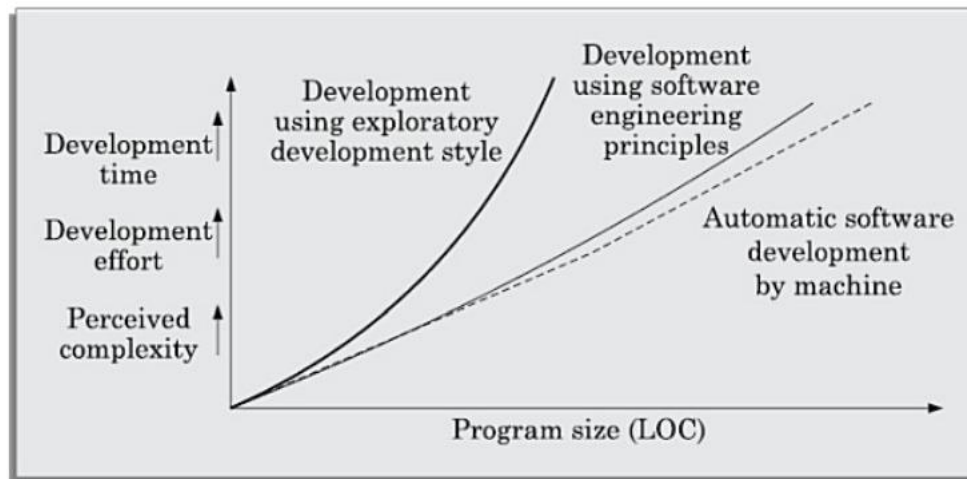 Development
using exploratory
development style
Development
using software
engineering
principles
Development
time
Development
effort
Perceived
complexity
Automatic software
development
by machine
Program size (LOC)